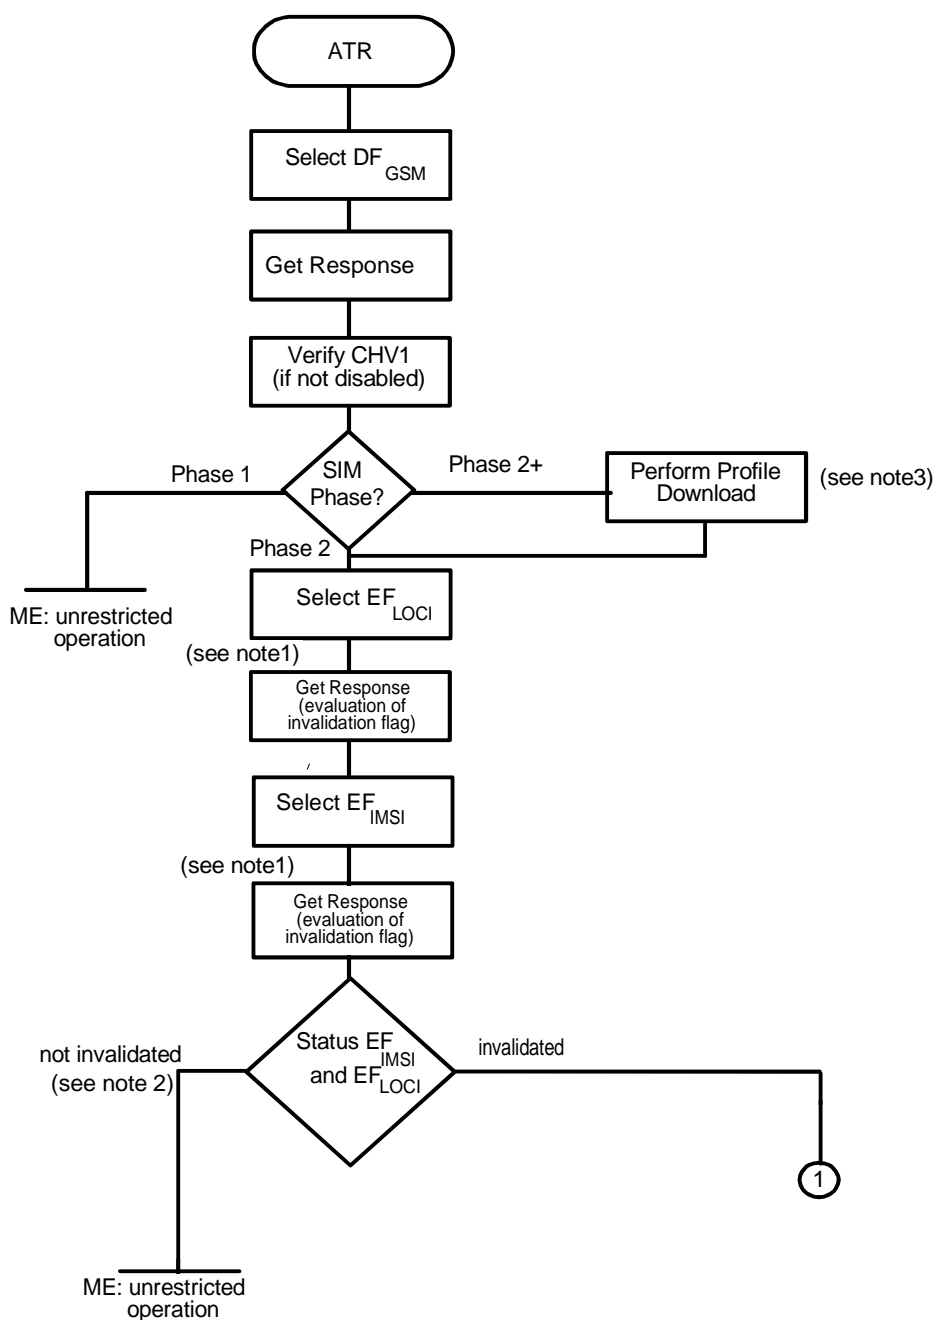 ATR
Select DF GSM
Get Response
Verify CHV1
(if not disabled)
Phase 1
SIM
Phase?
Phase 2+
Perform Profile
Download
(see note3)
Phase 2
ME: unrestricted
operation
Select EF LOCI
(see note1)
Get Response
(evaluation of
invalidation flag)
Select EF IMSI
(see note1)
Get Response
(evaluation of
invalidation flag)
not invalidated
(see note 2)
Status EF IMSI
and EF LOCI
invalidated
1
ME: unrestricted
operation